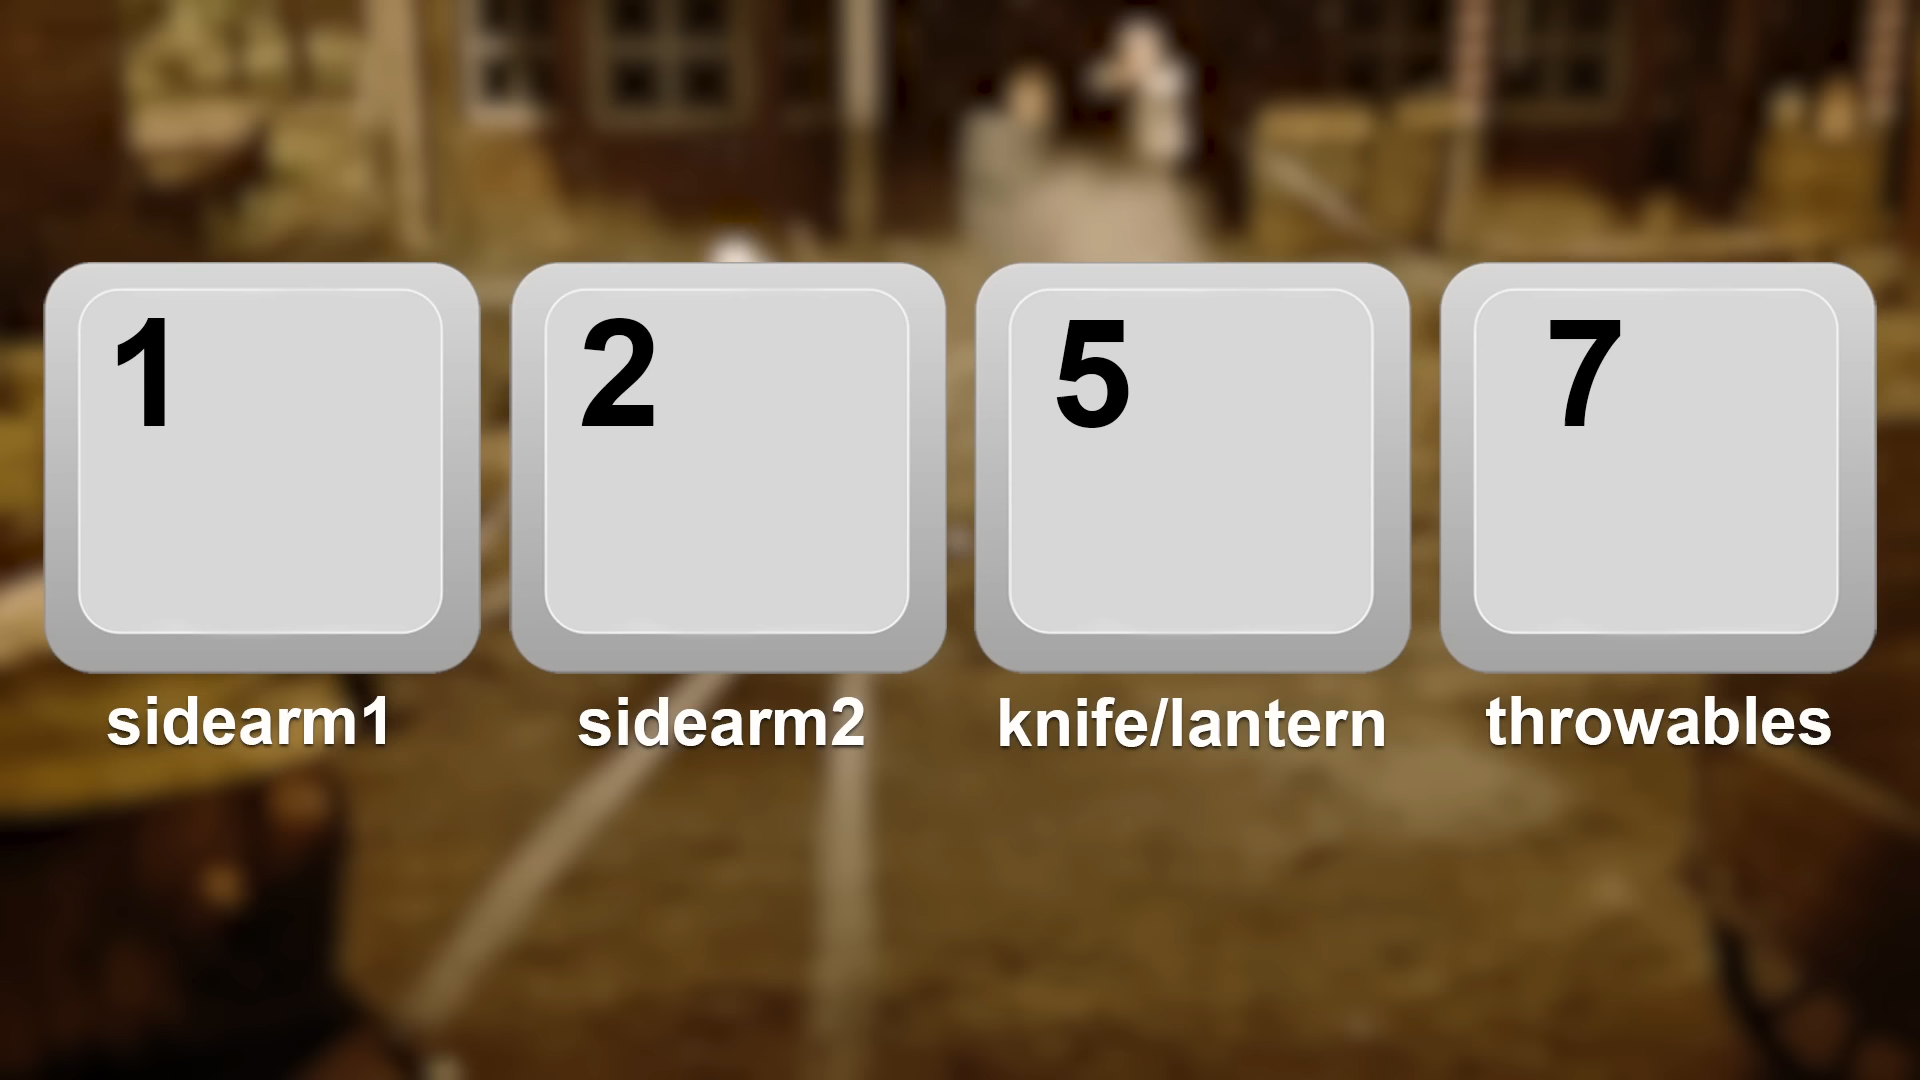 1
2
5
7
sidearm1
sidearm2
knife/lantern
throwables